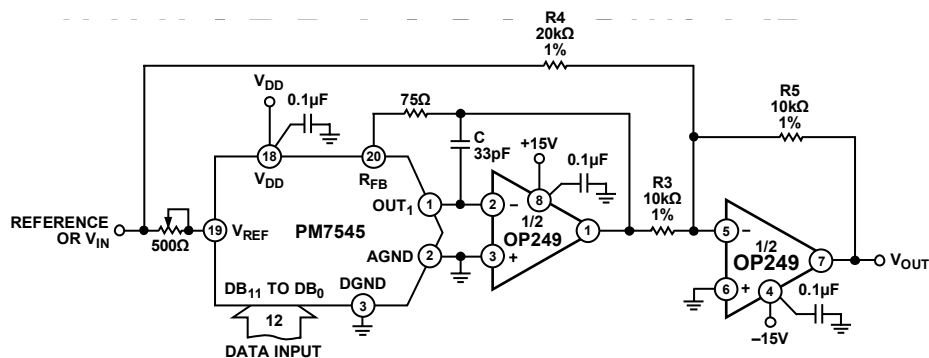 R4
20kΩ
1%
R5
10kΩ
1%
VDD
0.1µF
75Ω
C
33pF
+15V
0.1µF
18
VDD
20
RFB
REFERENCE
OR VIN
500Ω
19
VREF
PM7545
OUT1
1
2
–
8
1/2
OP249
1
R3
10kΩ
1%
AGND
2
3
+
5
–
1/2
OP249
7
VOUT
6
+
4
0.1µF
–15V
DB11 TO DB0
DGND
3
12
DATA INPUT